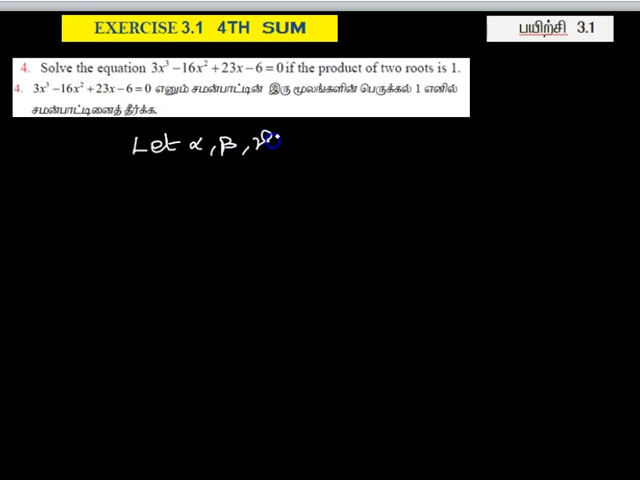 EXERCISE 3.1 4TH SUM
பயிற்சி 3.1
4. Solve the equation 3x³ − 16x² + 23x − 6 = 0 if the product of two roots is 1.
4. 3x³ − 16x² + 23x − 6 = 0 எனும் சமன்பாட்டின் இரு மூலங்களின் பெருக்கல் 1 எனில்
சமன்பாட்டினைத் தீர்க்க.
Let α, β, γ